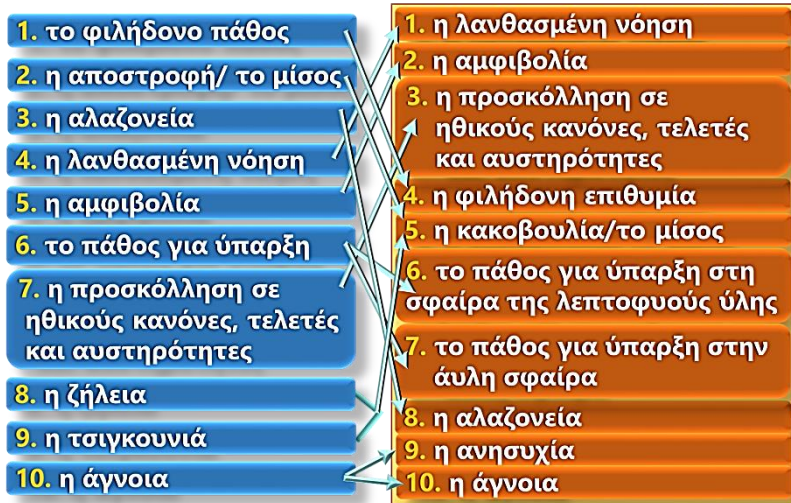 1. το φιλήδονο πάθος
2. η αποστροφή/ το μίσος
3. η αλαζονεία
4. η λανθασμένη νόηση
5. η αμφιβολία
6. το πάθος για ύπαρξη
7. η προσκόλληση σε
ηθικούς κανόνες, τελετές
και αυστηρότητες
8. η ζήλεια
9. η τσιγκουνιά
10. η άγνοια
1. η λανθασμένη νόηση
2. η αμφιβολία
3. η προσκόλληση σε
ηθικούς κανόνες, τελετές
και αυστηρότητες
4. η φιλήδονη επιθυμία
5. η κακοβουλία/το μίσος
6. το πάθος για ύπαρξη στη
σφαίρα της λεπτοφυούς ύλης
7. το πάθος για ύπαρξη στην
άυλη σφαίρα
8. η αλαζονεία
9. η ανησυχία
10. η άγνοια